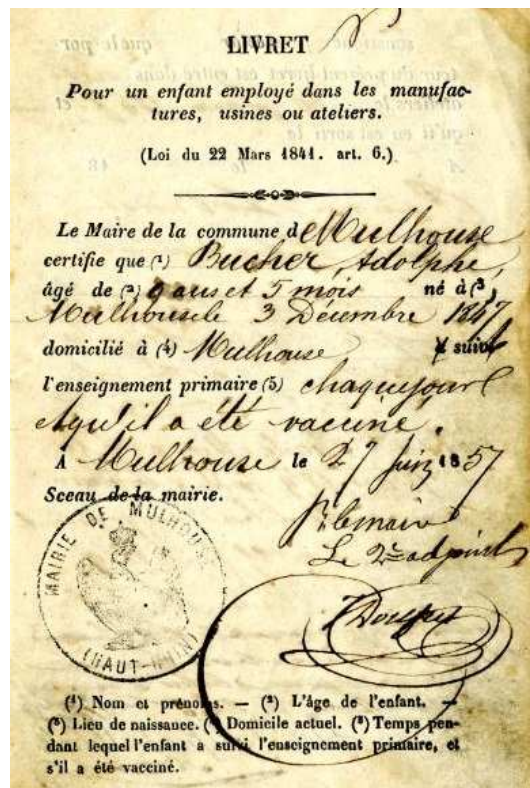 LIVRET
Pour un enfant employé dans les manufac-
tures, usines ou ateliers.
(Loi du 22 Mars 1841. art. 6.)
Le Maire de la commune de Mulhouse
certifie que (1) Bucher, Adolphe,
âgé de (2) 9 ans et 5 mois né à (3)
Mulhouse le 3 Décembre 1847
domicilié à (4) Mulhouse suivi
l'enseignement primaire (5) chaque jour
et qu'il a été vacciné.
À Mulhouse le 27 Juin 1857
Sceau de la mairie.
Le 2me adjoint
MAIRIE DE MULHOUSE
(HAUT-RHIN)
(1) Nom et prénoms. — (2) L'âge de l'enfant. —
(3) Lieu de naissance. (4) Domicile actuel. (5) Temps pen-
dant lequel l'enfant a suivi l'enseignement primaire, et
s'il a été vacciné.